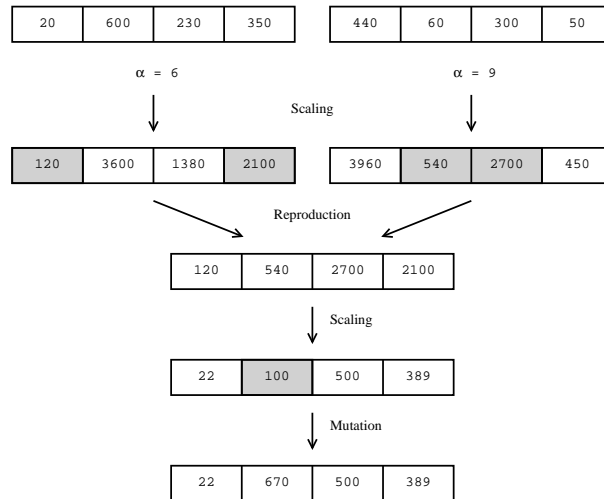 20 600 230 350 440 60 300 50
α = 6 α = 9
Scaling
120 3600 1380 2100 3960 540 2700 450
Reproduction
120 540 2700 2100
Scaling
22 100 500 389
Mutation
22 670 500 389